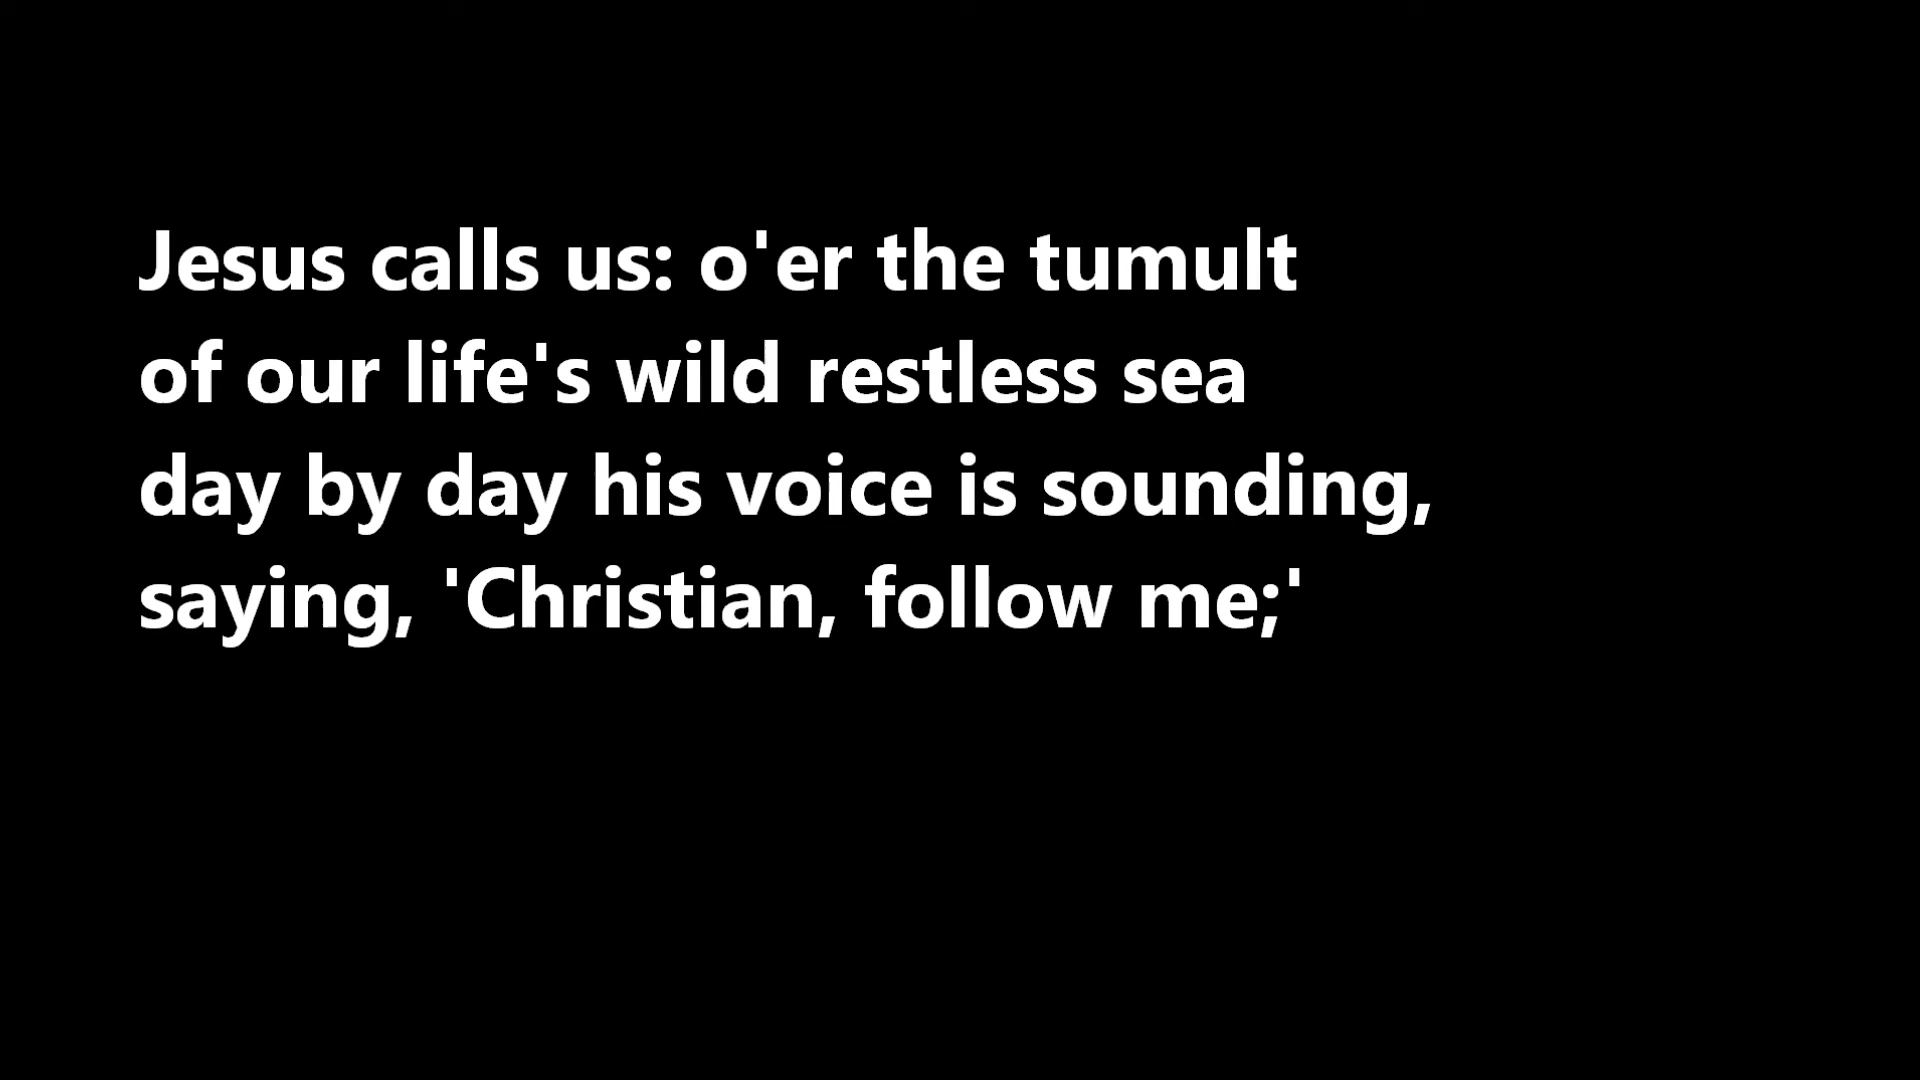 Jesus calls us: o'er the tumult
of our life's wild restless sea
day by day his voice is sounding,
saying, 'Christian, follow me;'